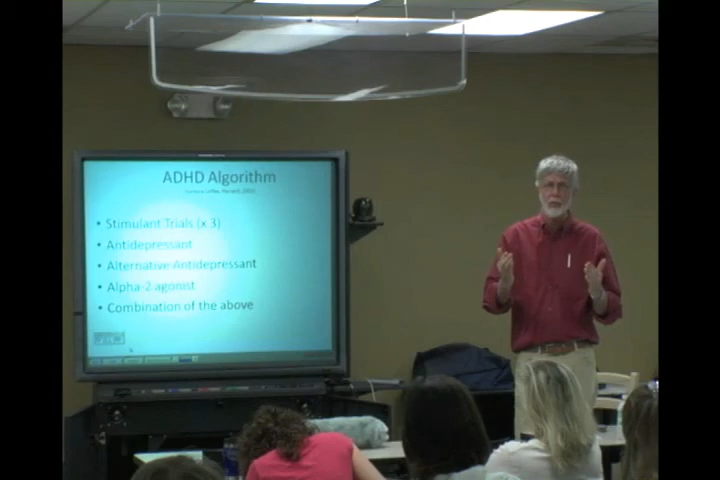 ADHD Algorithm
• Stimulant Trials (x 3)
• Antidepressant
• Alternative Antidepressant
• Alpha-2 agonist
• Combination of the above